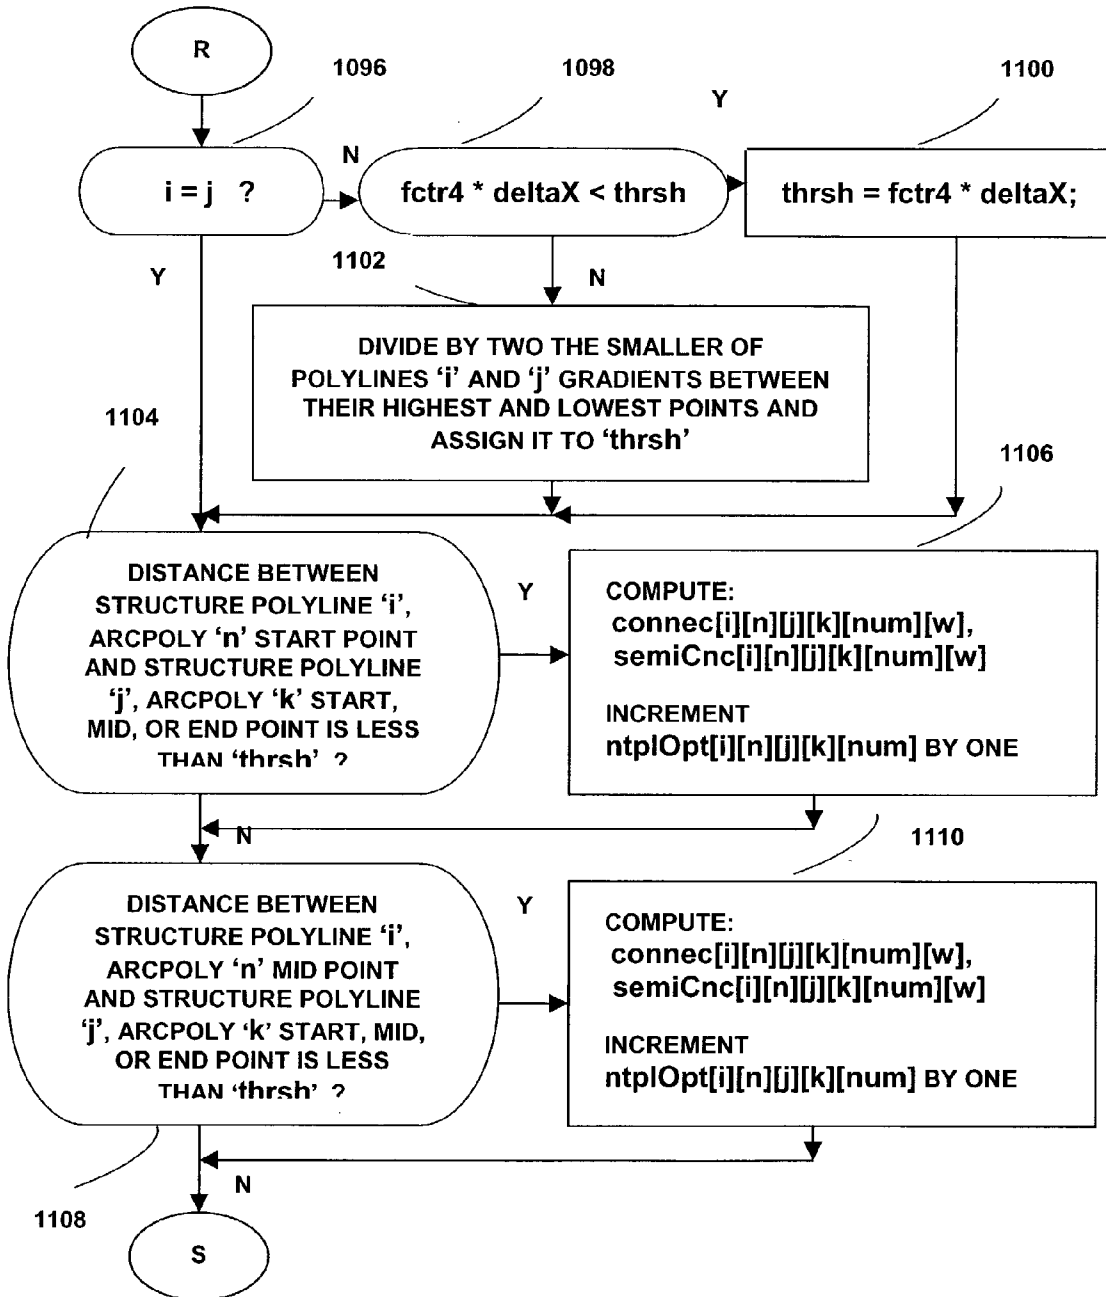 R
1096
1098
1100
Y
N
i = j ?
fctr4 * deltaX < thrsh
thrsh = fctr4 * deltaX;
1102
Y
N
DIVIDE BY TWO THE SMALLER OF
POLYLINES ‘i’ AND ‘j’ GRADIENTS BETWEEN
THEIR HIGHEST AND LOWEST POINTS AND
ASSIGN IT TO ‘thrsh’
1104
1106
DISTANCE BETWEEN
STRUCTURE POLYLINE ‘i’,
ARCPOLY ‘n’ START POINT
AND STRUCTURE POLYLINE
‘j’, ARCPOLY ‘k’ START,
MID, OR END POINT IS LESS
THAN ‘thrsh’ ?
Y
COMPUTE:
connec[i][n][j][k][num][w],
semiCnc[i][n][j][k][num][w]
INCREMENT
ntplOpt[i][n][j][k][num] BY ONE
N
1110
DISTANCE BETWEEN
STRUCTURE POLYLINE ‘i’,
ARCPOLY ‘n’ MID POINT
AND STRUCTURE POLYLINE
‘j’, ARCPOLY ‘k’ START, MID,
OR END POINT IS LESS
THAN ‘thrsh’ ?
Y
COMPUTE:
connec[i][n][j][k][num][w],
semiCnc[i][n][j][k][num][w]
INCREMENT
ntplOpt[i][n][j][k][num] BY ONE
N
1108
S